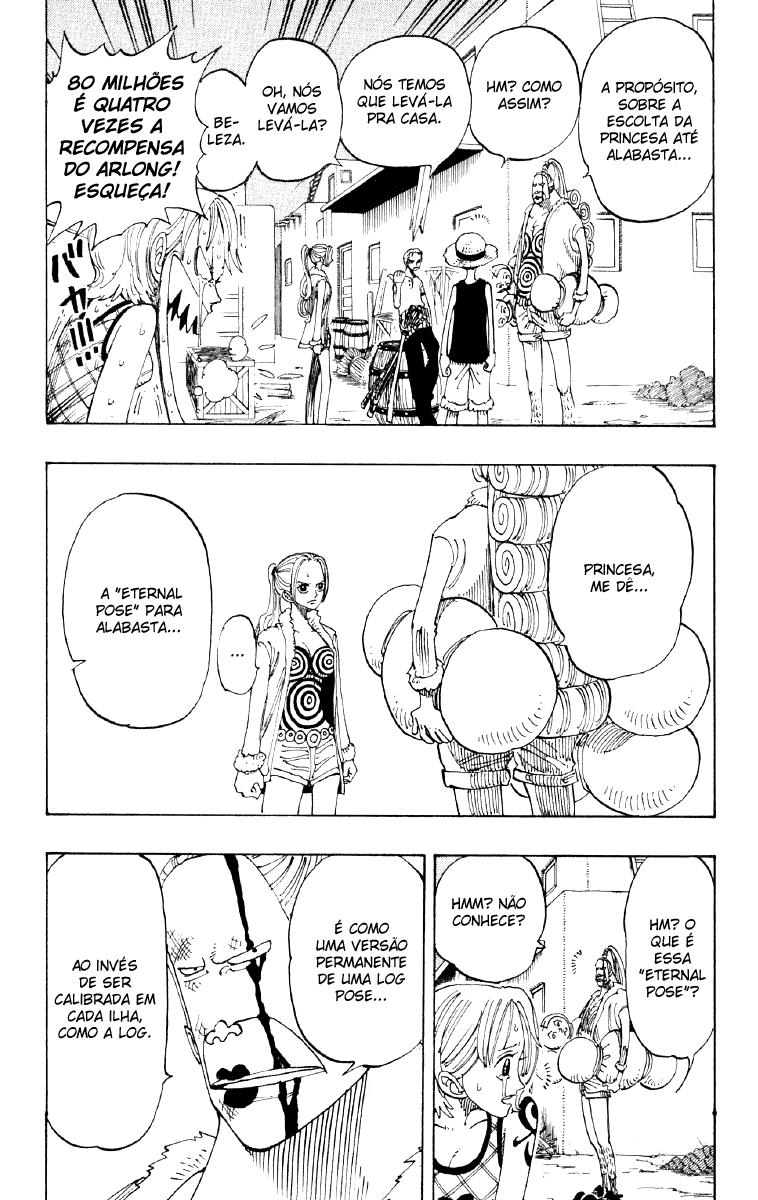 A PROPÓSITO,
SOBRE A
ESCOLTA DA
PRINCESA ATÉ
ALABASTA...
HM? COMO
ASSIM?
NÓS TEMOS
QUE LEVÁ-LA
PRA CASA.
OH, NÓS
VAMOS
LEVÁ-LA?
BE-
LEZA.
80 MILHÕES
É QUATRO
VEZES A
RECOMPENSA
DO ARLONG!
ESQUEÇA!
PRINCESA,
ME DÊ...
...
A "ETERNAL
POSE" PARA
ALABASTA...
HM? O
QUE É
ESSA
"ETERNAL
POSE"?
HMM? NÃO
CONHECE?
É COMO
UMA VERSÃO
PERMANENTE
DE UMA LOG
POSE...
AO INVÉS
DE SER
CALIBRADA EM
CADA ILHA,
COMO A LOG.